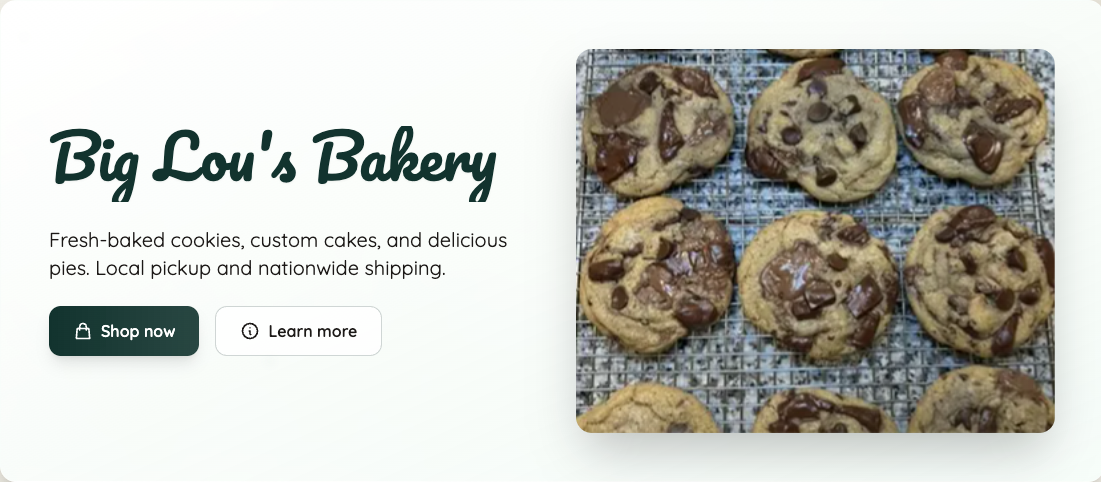 Big Lou's Bakery
Fresh-baked cookies, custom cakes, and delicious
pies. Local pickup and nationwide shipping.
Shop now
Learn more